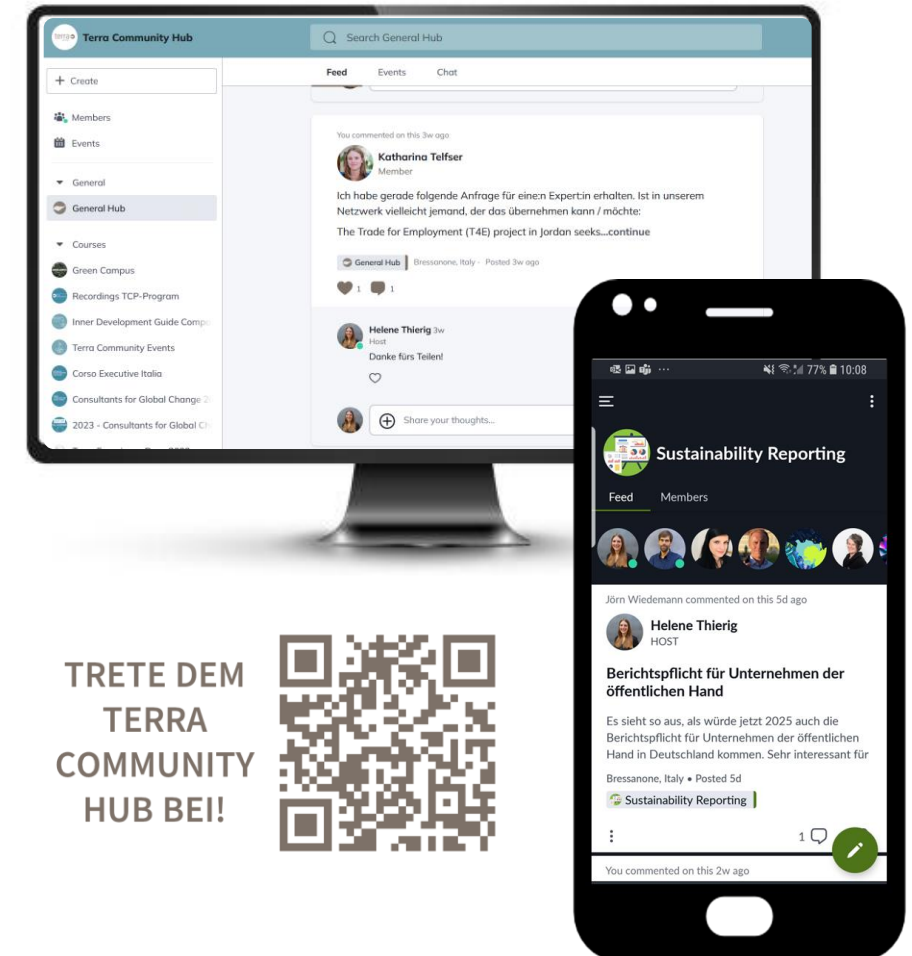 terra
Terra Community Hub
Search General Hub
+ Create
Feed Events Chat
Members
Events
General
General Hub
Courses
Green Campus
Recordings TCP-Program
Inner Development Guide Comp
Terra Community Events
Corso Executive Italia
Consultants for Global Change 2
2023 - Consultants for Global Ch
You commented on this 3w ago
Katharina Telfser
Member
Ich habe gerade folgende Anfrage für eine:n Expert:in erhalten. Ist in unserem
Netzwerk vielleicht jemand, der das übernehmen kann / möchte:
The Trade for Employment (T4E) project in Jordan seeks...continue
General Hub Bressanone, Italy - Posted 3w ago
1 1
Helene Thierig 3w
Host
Danke fürs Teilen!
Share your thoughts...
77% 10:08
Sustainability Reporting
Feed Members
Jörn Wiedemann commented on this 5d ago
Helene Thierig
HOST
Berichtspflicht für Unternehmen der
öffentlichen Hand
Es sieht so aus, als würde jetzt 2025 auch die
Berichtspflicht für Unternehmen der öffentlichen
Hand in Deutschland kommen. Sehr interessant für
Bressanone, Italy • Posted 5d
Sustainability Reporting
1
You commented on this 2w ago
TRETE DEM
TERRA
COMMUNITY
HUB BEI!